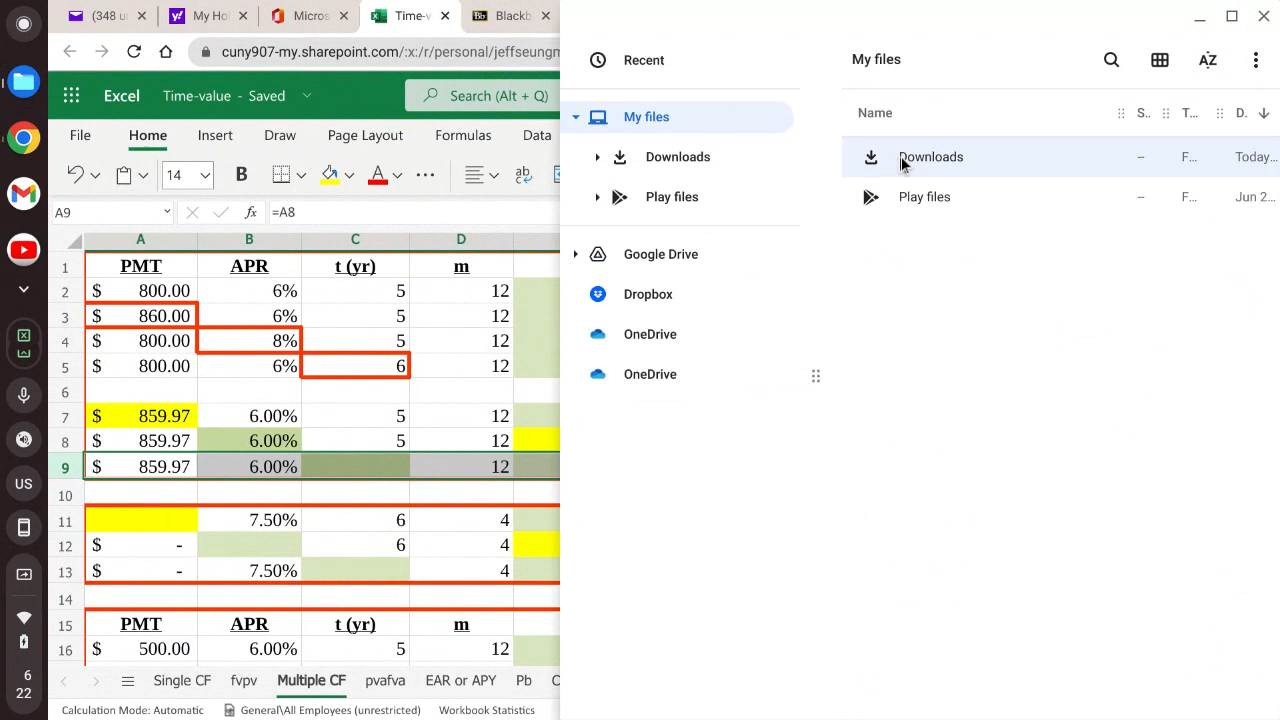 (348 u
My Ho
Micros
Time-v
Blackb
cuny907-my.sharepoint.com/:x:/r/personal/jeffseungm
Excel
Time-value - Saved
Search (Alt + Q)
File Home Insert Draw Page Layout Formulas Data
14 B A ab
A9 fx =A8
A B C D
1 PMT APR t (yr) m
2 $ 800.00 6% 5 12
3 $ 860.00 6% 5 12
4 $ 800.00 8% 5 12
5 $ 800.00 6% 6 12
6
7 $ 859.97 6.00% 5 12
8 $ 859.97 6.00% 5 12
9 $ 859.97 6.00% 12
10
11 7.50% 6 4
12 $ - 6 4
13 $ - 7.50% 4
14
15 PMT APR t (yr) m
16 $ 500.00 6.00% 5 12
Single CF fvpv Multiple CF pvafva EAR or APY Pb C
Calculation Mode: Automatic General\All Employees (unrestricted) Workbook Statistics
US
6
22
Recent
My files
Downloads
Play files
Google Drive
Dropbox
OneDrive
OneDrive
My files
AZ
Name S.. T... D.
Downloads – F... Today...
Play files – F... Jun 2...